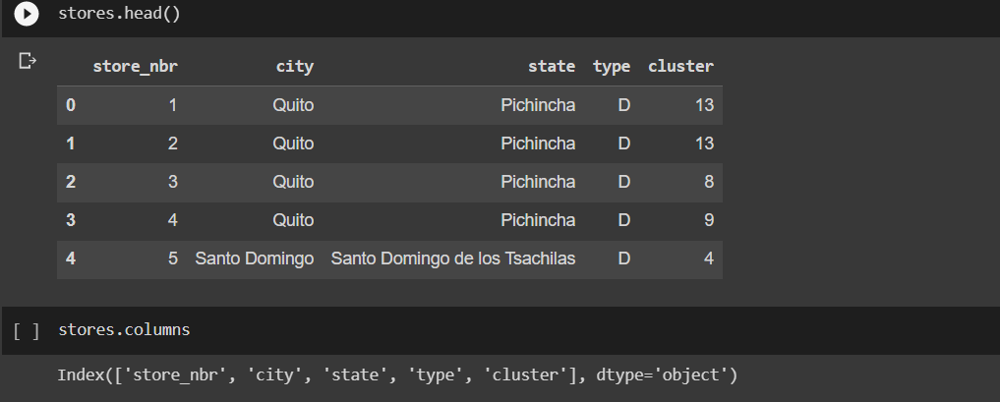 stores.head()
store_nbr city state type cluster
0 1 Quito Pichincha D 13
1 2 Quito Pichincha D 13
2 3 Quito Pichincha D 8
3 4 Quito Pichincha D 9
4 5 Santo Domingo Santo Domingo de los Tsachilas D 4
[ ] stores.columns
Index(['store_nbr', 'city', 'state', 'type', 'cluster'], dtype='object')